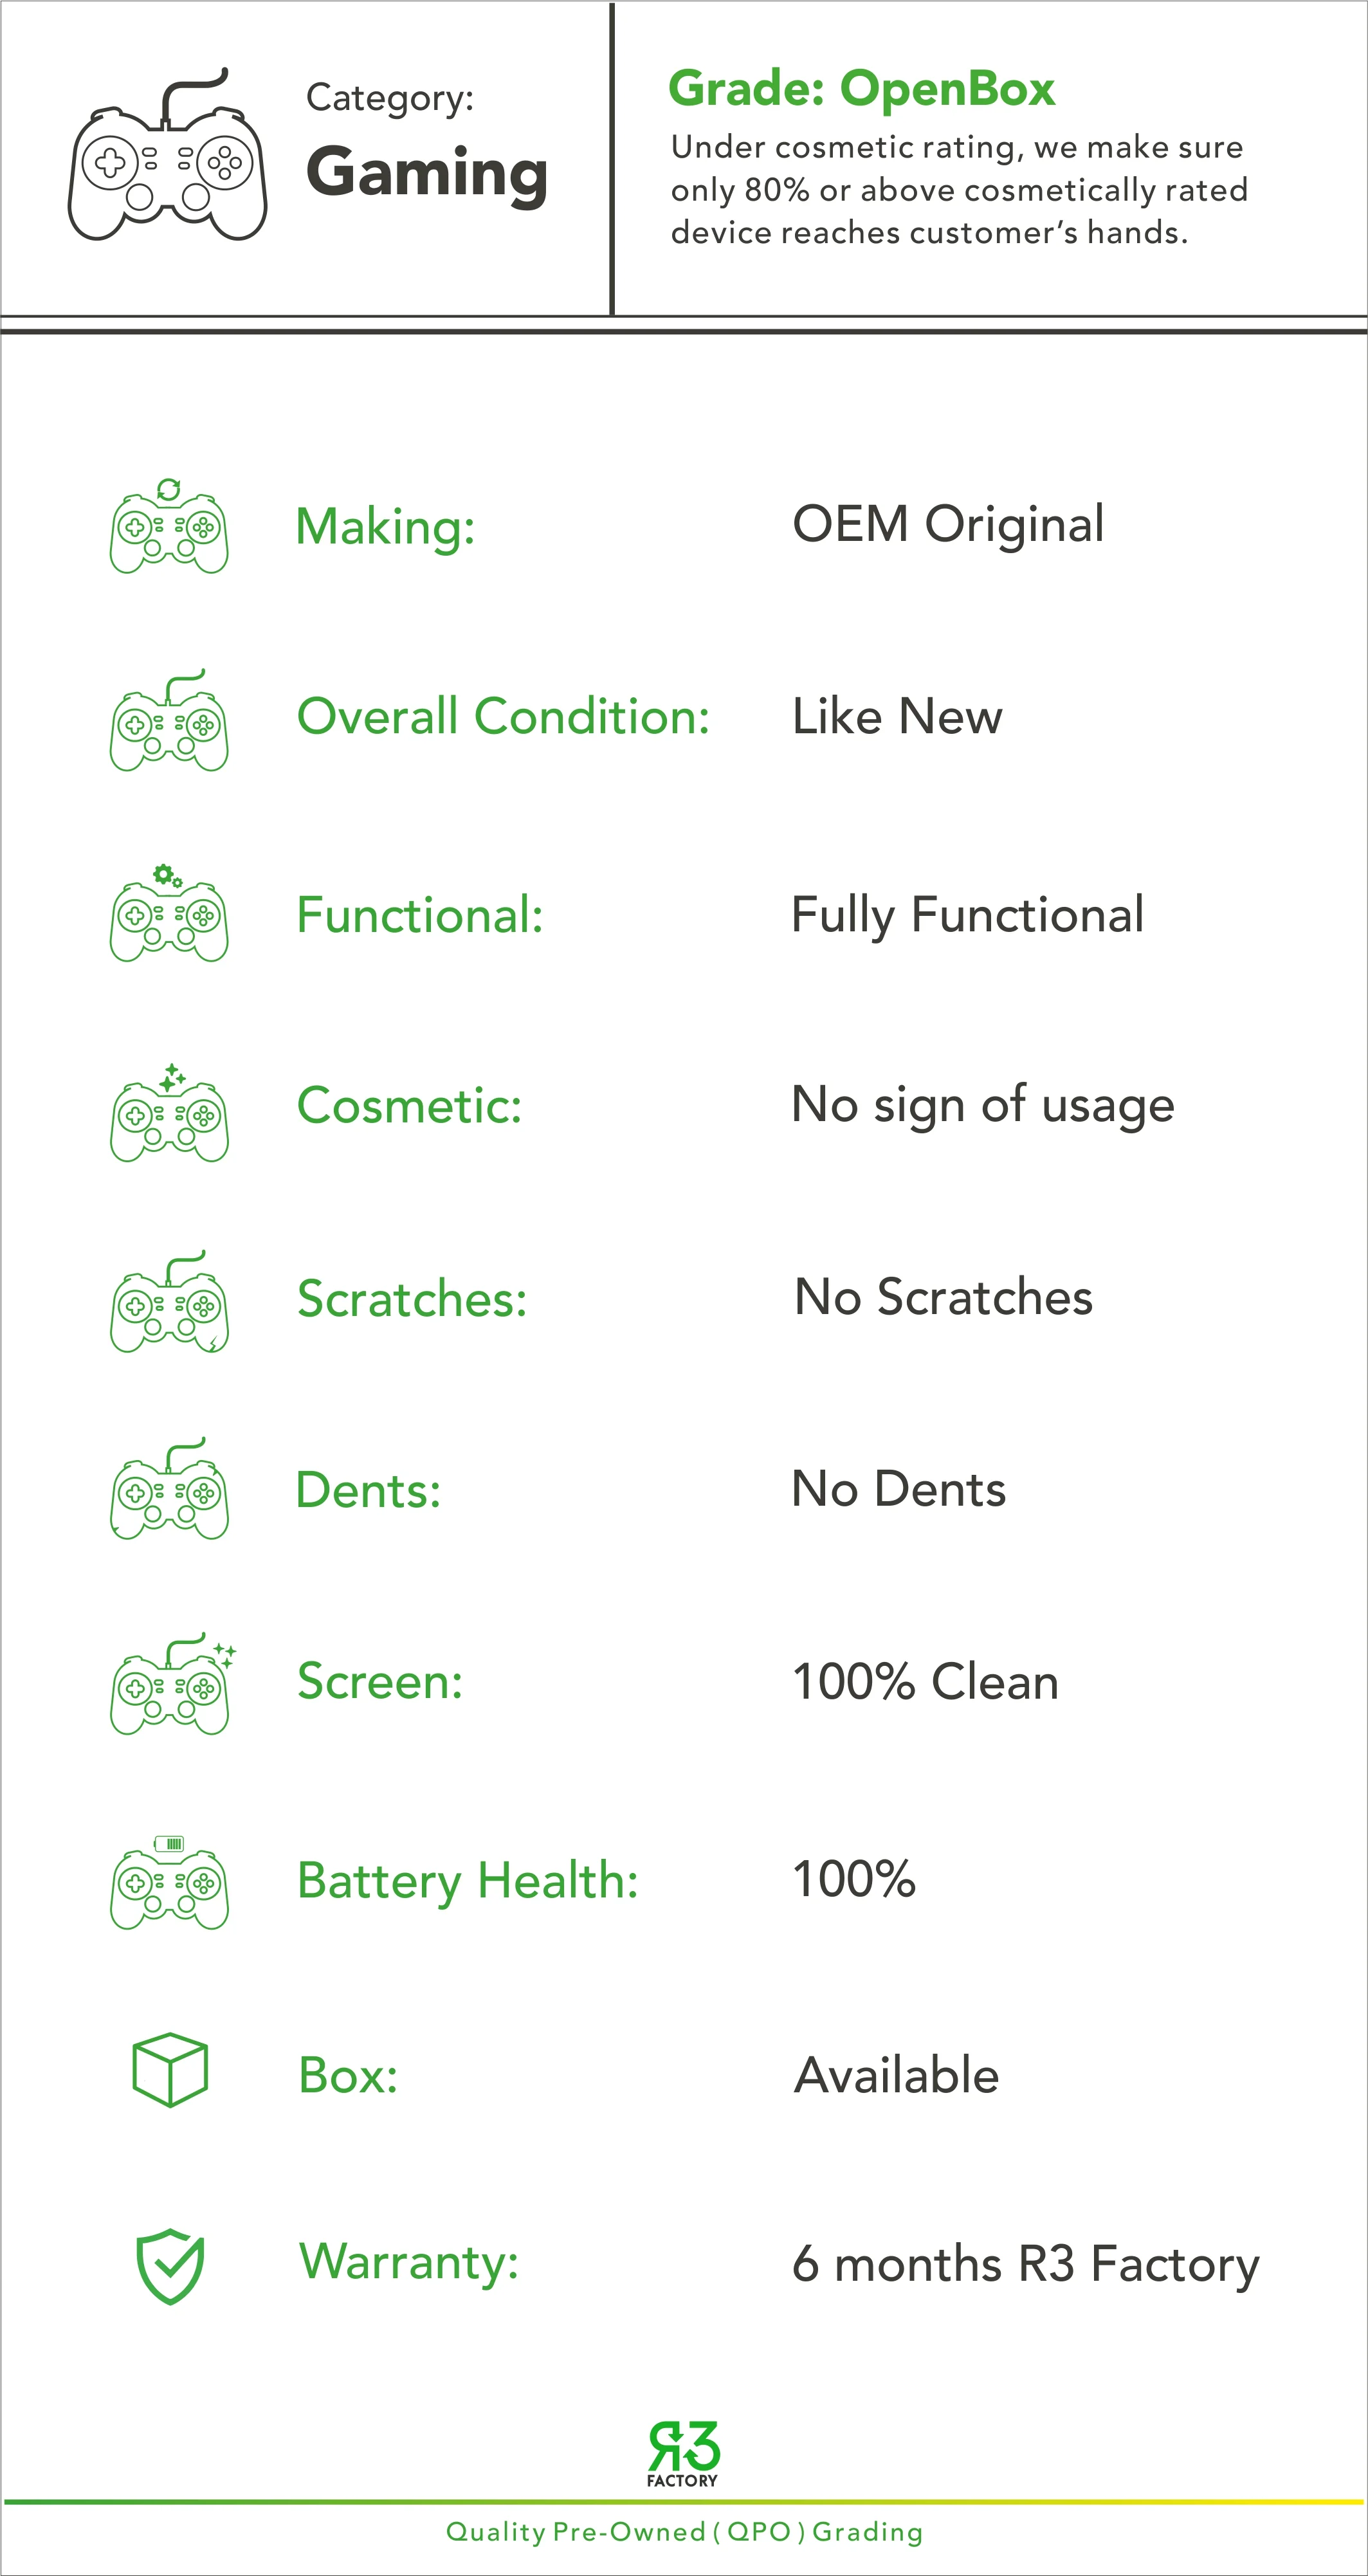 Category:
Gaming
Grade: OpenBox
Under cosmetic rating, we make sure
only 80% or above cosmetically rated
device reaches customer’s hands.
Making: OEM Original
Overall Condition: Like New
Functional: Fully Functional
Cosmetic: No sign of usage
Scratches: No Scratches
Dents: No Dents
Screen: 100% Clean
Battery Health: 100%
Box: Available
Warranty: 6 months R3 Factory
R3
FACTORY
Quality Pre-Owned ( QPO ) Grading